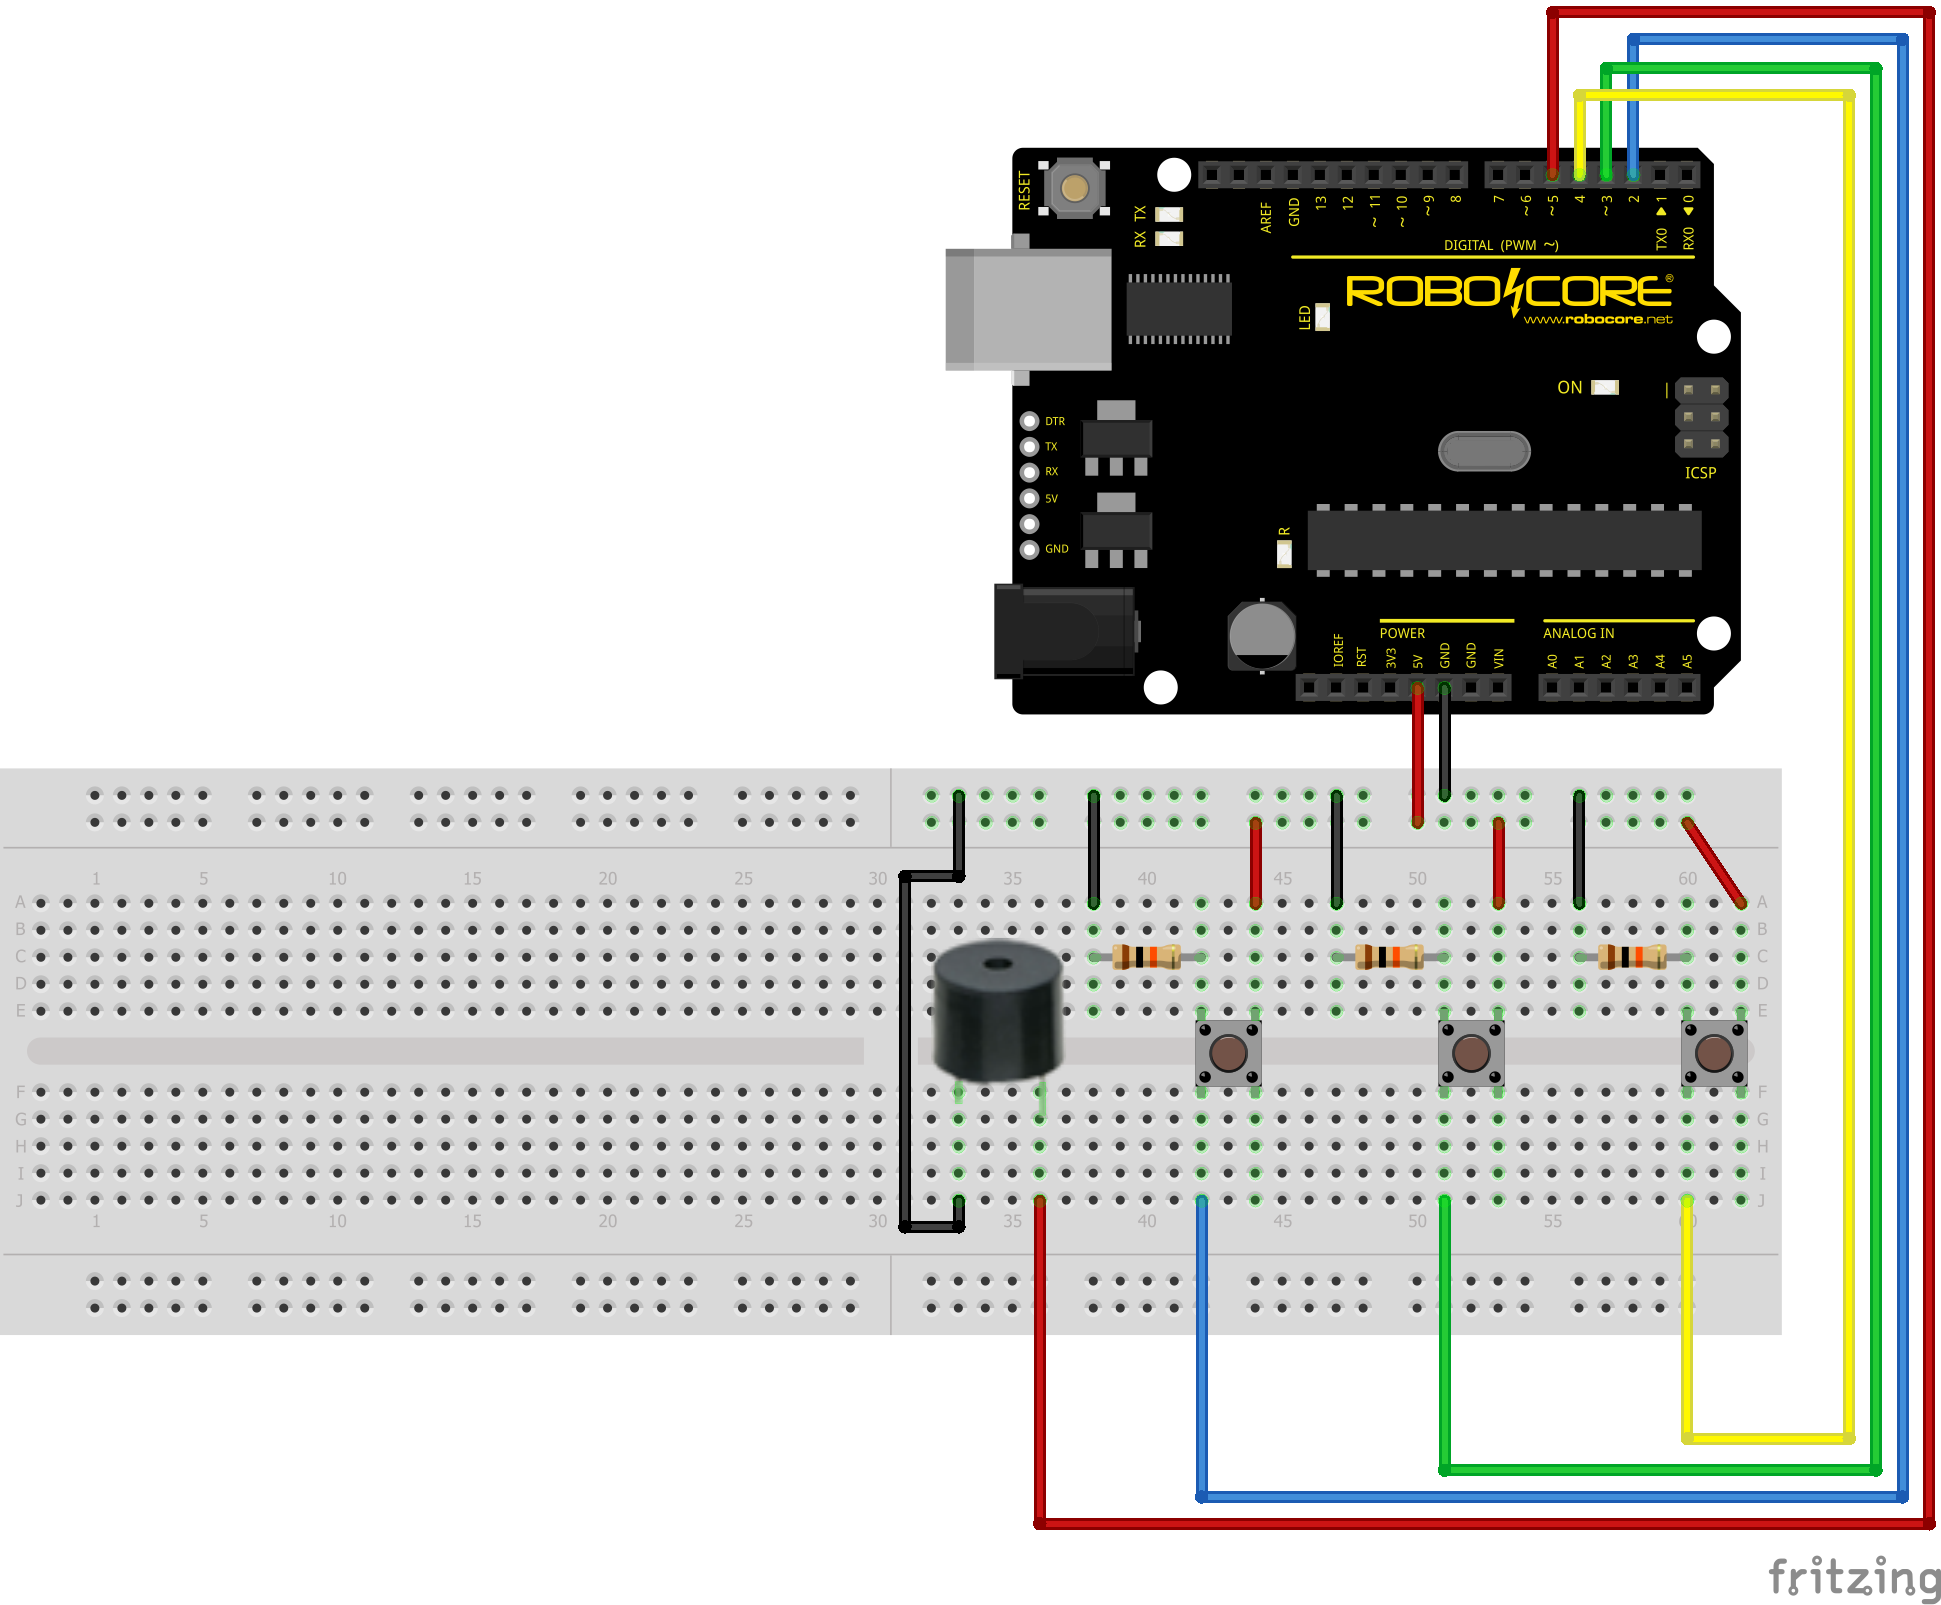 RESET
TX
RX
AREF
GND
13
12
~ 11
~ 10
~9
8
7
~6
~5
4
~3
2
TX0 ▶ 1
RX0 ◀ 0
DIGITAL (PWM ~)
ROBOCORE®
www.robocore.net
LED
ON
ICSP
DTR
TX
RX
5V
GND
R
POWER
ANALOG IN
IOREF
RST
3V3
5V
GND
GND
VIN
A0
A1
A2
A3
A4
A5
1 5 10 15 20 25 30 35 40 45 50 55 60
A A
B B
C C
D D
E E
F F
G G
H H
I I
J J
1 5 10 15 20 25 30 35 40 45 50 55 60
fritzing